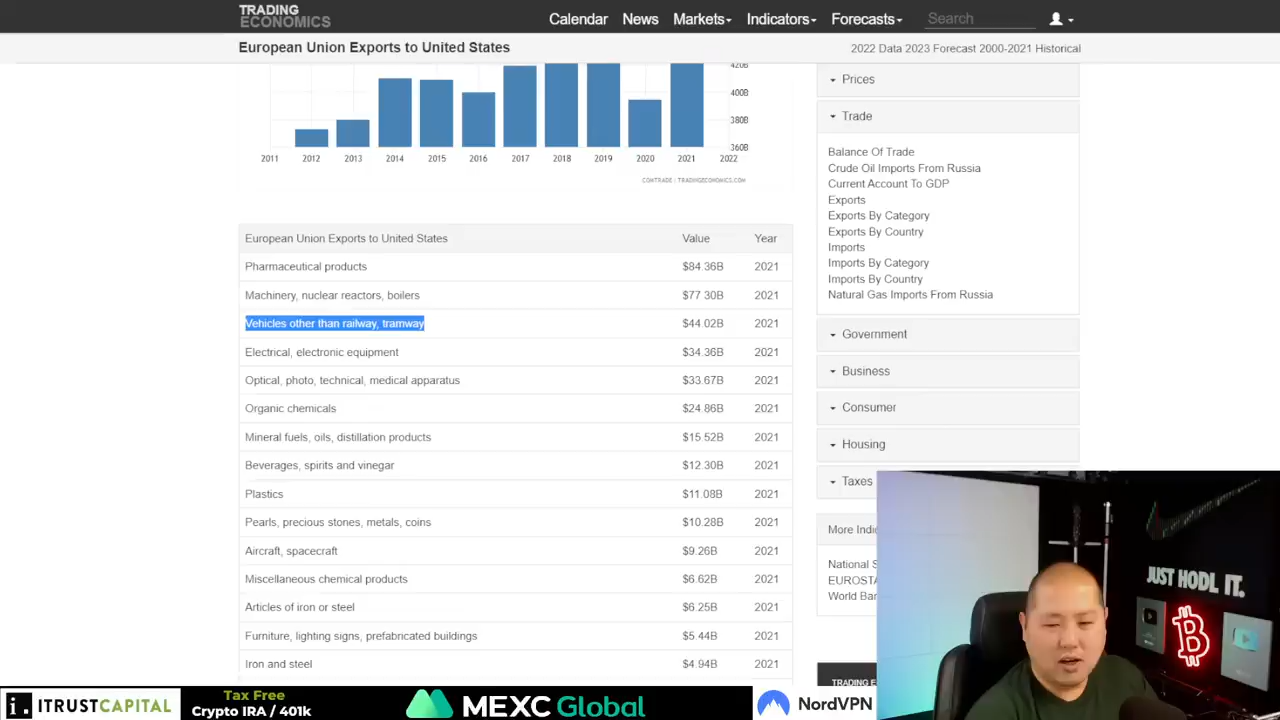 TRADING
ECONOMICS
Calendar News Markets Indicators Forecasts Search
European Union Exports to United States
2022 Data 2023 Forecast 2000-2021 Historical
420B
400B
380B
360B
2011 2012 2013 2014 2015 2016 2017 2018 2019 2020 2021 2022
COMTRADE | TRADINGECONOMICS.COM
European Union Exports to United States Value Year
Pharmaceutical products $84.36B 2021
Machinery, nuclear reactors, boilers $77.30B 2021
Vehicles other than railway, tramway $44.02B 2021
Electrical, electronic equipment $34.36B 2021
Optical, photo, technical, medical apparatus $33.67B 2021
Organic chemicals $24.86B 2021
Mineral fuels, oils, distillation products $15.52B 2021
Beverages, spirits and vinegar $12.30B 2021
Plastics $11.08B 2021
Pearls, precious stones, metals, coins $10.28B 2021
Aircraft, spacecraft $9.26B 2021
Miscellaneous chemical products $6.62B 2021
Articles of iron or steel $6.25B 2021
Furniture, lighting signs, prefabricated buildings $5.44B 2021
Iron and steel $4.94B 2021
Prices
Trade
Balance Of Trade
Crude Oil Imports From Russia
Current Account To GDP
Exports
Exports By Category
Exports By Country
Imports
Imports By Category
Imports By Country
Natural Gas Imports From Russia
Government
Business
Consumer
Housing
Taxes
More Indic
National S
EUROSTA
World Ban
TRADING E
JUST HODL IT.
i. ITRUSTCAPITAL
Tax Free
Crypto IRA / 401k
MEXC Global
NordVPN